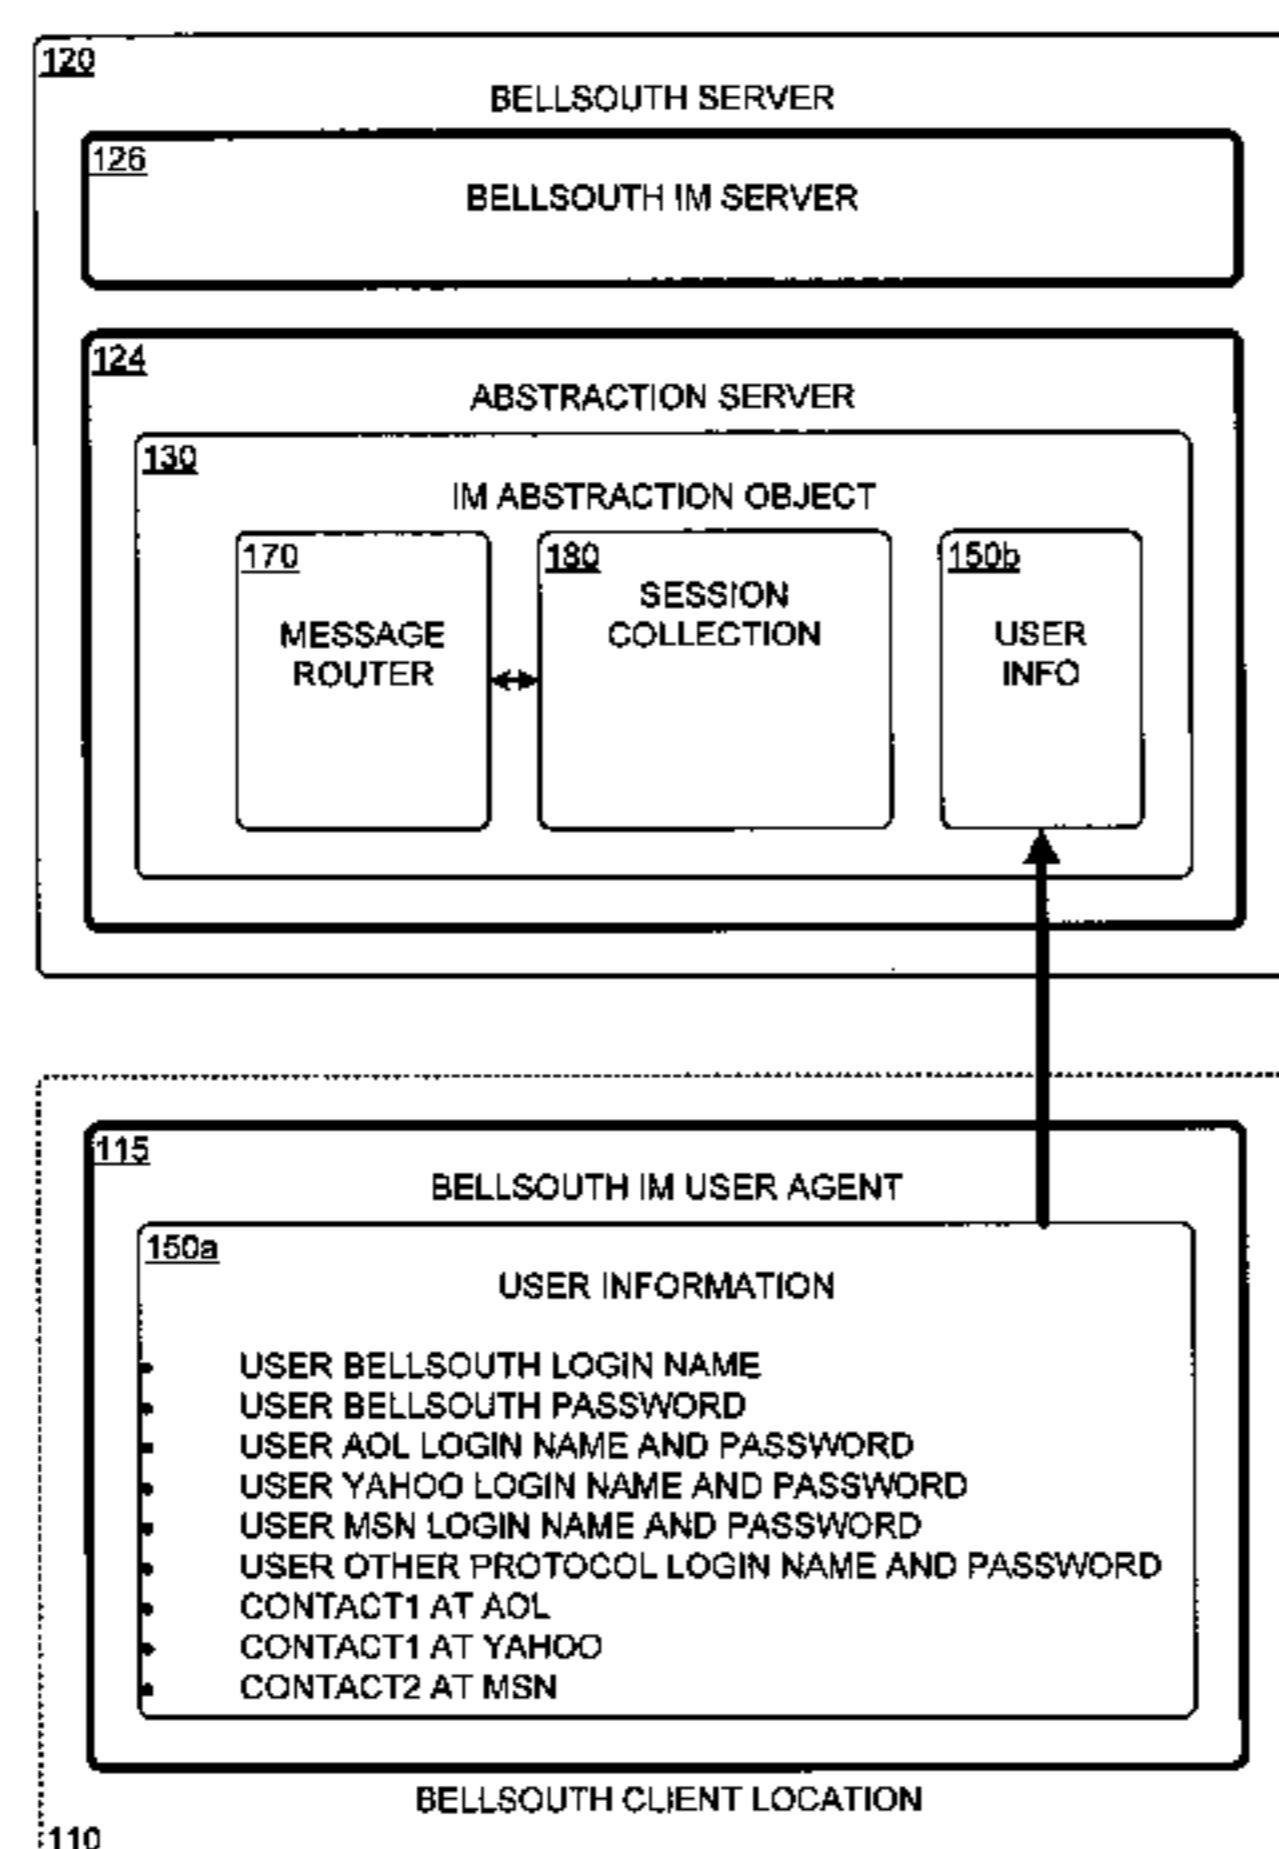 120
BELLSOUTH SERVER
126
BELLSOUTH IM SERVER
124
ABSTRACTION SERVER
130
IM ABSTRACTION OBJECT
170
MESSAGE
ROUTER
180
SESSION
COLLECTION
150b
USER
INFO
115
BELLSOUTH IM USER AGENT
150a
USER INFORMATION
• USER BELLSOUTH LOGIN NAME
• USER BELLSOUTH PASSWORD
• USER AOL LOGIN NAME AND PASSWORD
• USER YAHOO LOGIN NAME AND PASSWORD
• USER MSN LOGIN NAME AND PASSWORD
• USER OTHER PROTOCOL LOGIN NAME AND PASSWORD
• CONTACT1 AT AOL
• CONTACT1 AT YAHOO
• CONTACT2 AT MSN
BELLSOUTH CLIENT LOCATION
110